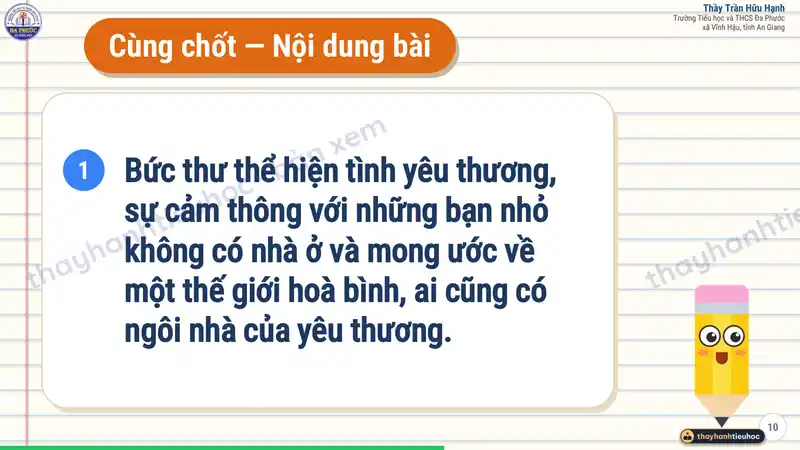 Thầy Trần Hữu Hạnh
Trường Tiểu học và THCS Đa Phước
xã Vĩnh Hậu, tỉnh An Giang
ĐA PHƯỚC
Cùng chốt — Nội dung bài
1
Bức thư thể hiện tình yêu thương,
sự cảm thông với những bạn nhỏ
không có nhà ở và mong ước về
một thế giới hoà bình, ai cũng có
ngôi nhà của yêu thương.
thayhanhtieuhoc
10